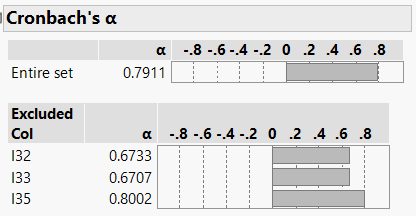 Cronbach's α
α -.8 -.6 -.4 -.2 0 .2 .4 .6 .8
Entire set 0.7911
Excluded
Col α -.8 -.6 -.4 -.2 0 .2 .4 .6 .8
I32 0.6733
I33 0.6707
I35 0.8002